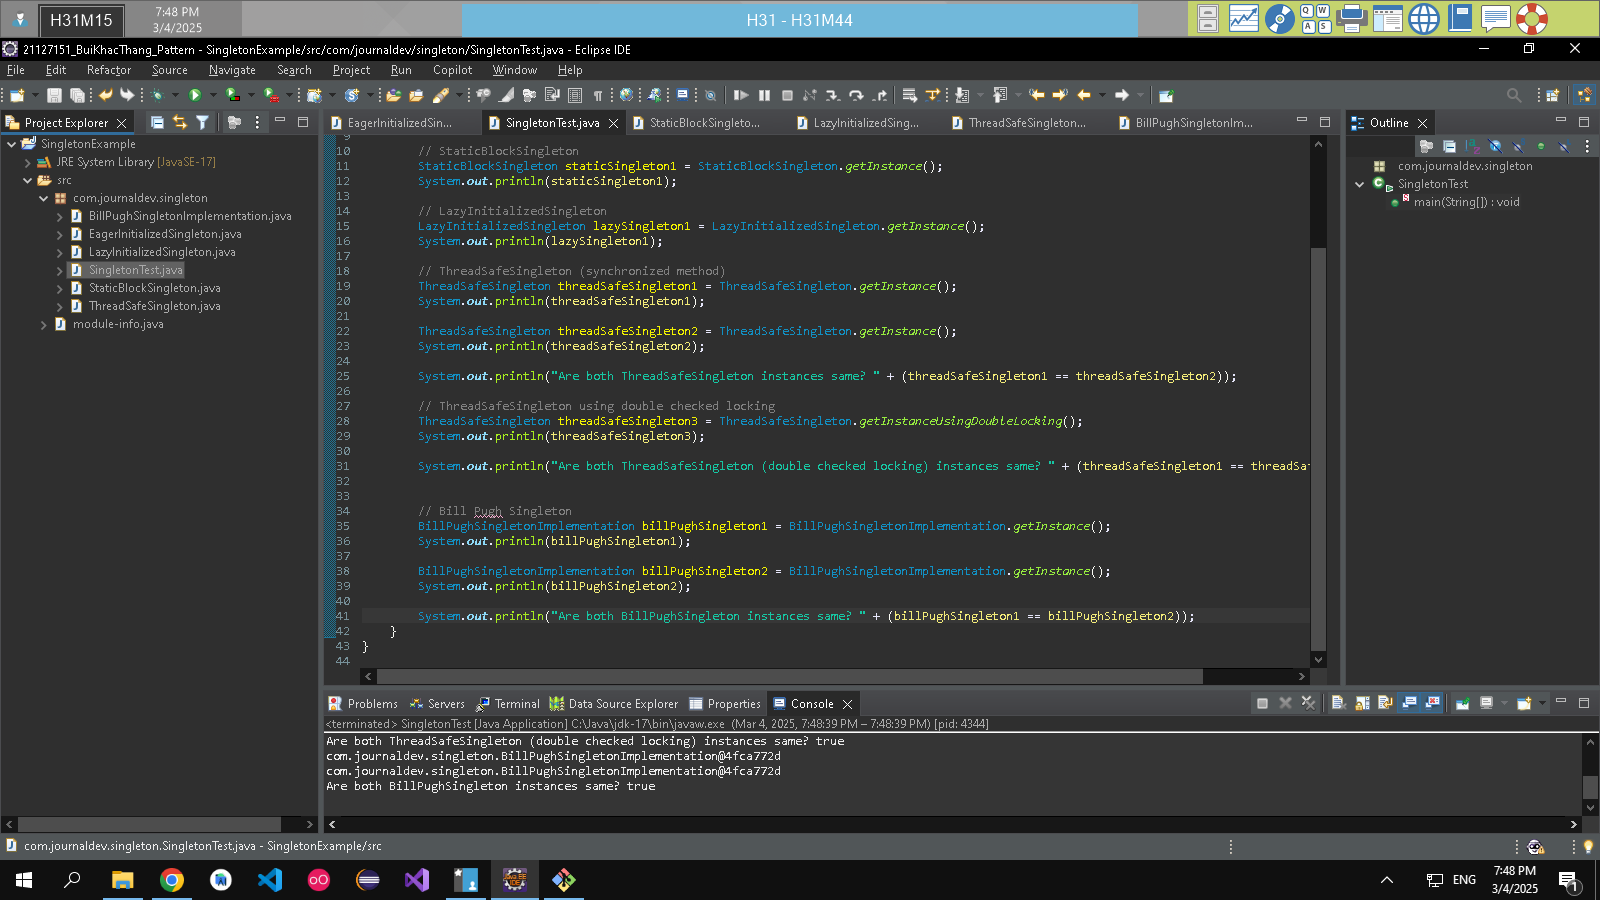 H31M15
7:48 PM
3/4/2025
H31 - H31M44
Q W
A S
21127151_BuiKhacThang_Pattern - SingletonExample/src/com/journaldev/singleton/SingletonTest.java - Eclipse IDE
File Edit Refactor Source Navigate Search Project Run Copilot Window Help
Project Explorer
EagerInitializedSin... SingletonTest.java StaticBlockSingleto... LazyInitializedSing... ThreadSafeSingleton... BillPughSingletonIm...
Outline
SingletonExample
JRE System Library [JavaSE-17]
src
com.journaldev.singleton
BillPughSingletonImplementation.java
EagerInitializedSingleton.java
LazyInitializedSingleton.java
SingletonTest.java
StaticBlockSingleton.java
ThreadSafeSingleton.java
module-info.java
9
10 // StaticBlockSingleton
11 StaticBlockSingleton staticSingleton1 = StaticBlockSingleton.getInstance();
12 System.out.println(staticSingleton1);
13
14 // LazyInitializedSingleton
15 LazyInitializedSingleton lazySingleton1 = LazyInitializedSingleton.getInstance();
16 System.out.println(lazySingleton1);
17
18 // ThreadSafeSingleton (synchronized method)
19 ThreadSafeSingleton threadSafeSingleton1 = ThreadSafeSingleton.getInstance();
20 System.out.println(threadSafeSingleton1);
21
22 ThreadSafeSingleton threadSafeSingleton2 = ThreadSafeSingleton.getInstance();
23 System.out.println(threadSafeSingleton2);
24
25 System.out.println("Are both ThreadSafeSingleton instances same? " + (threadSafeSingleton1 == threadSafeSingleton2));
26
27 // ThreadSafeSingleton using double checked locking
28 ThreadSafeSingleton threadSafeSingleton3 = ThreadSafeSingleton.getInstanceUsingDoubleLocking();
29 System.out.println(threadSafeSingleton3);
30
31 System.out.println("Are both ThreadSafeSingleton (double checked locking) instances same? " + (threadSafeSingleton1 == threadSa
32
33
34 // Bill Pugh Singleton
35 BillPughSingletonImplementation billPughSingleton1 = BillPughSingletonImplementation.getInstance();
36 System.out.println(billPughSingleton1);
37
38 BillPughSingletonImplementation billPughSingleton2 = BillPughSingletonImplementation.getInstance();
39 System.out.println(billPughSingleton2);
40
41 System.out.println("Are both BillPughSingleton instances same? " + (billPughSingleton1 == billPughSingleton2));
42 }
43 }
44
com.journaldev.singleton
SingletonTest
main(String[]) : void
Problems Servers Terminal Data Source Explorer Properties Console
<terminated> SingletonTest [Java Application] C:\Java\jdk-17\bin\javaw.exe (Mar 4, 2025, 7:48:39 PM – 7:48:39 PM) [pid: 4344]
Are both ThreadSafeSingleton (double checked locking) instances same? true
com.journaldev.singleton.BillPughSingletonImplementation@4fca772d
com.journaldev.singleton.BillPughSingletonImplementation@4fca772d
Are both BillPughSingleton instances same? true
com.journaldev.singleton.SingletonTest.java - SingletonExample/src
ENG
7:48 PM
3/4/2025
1